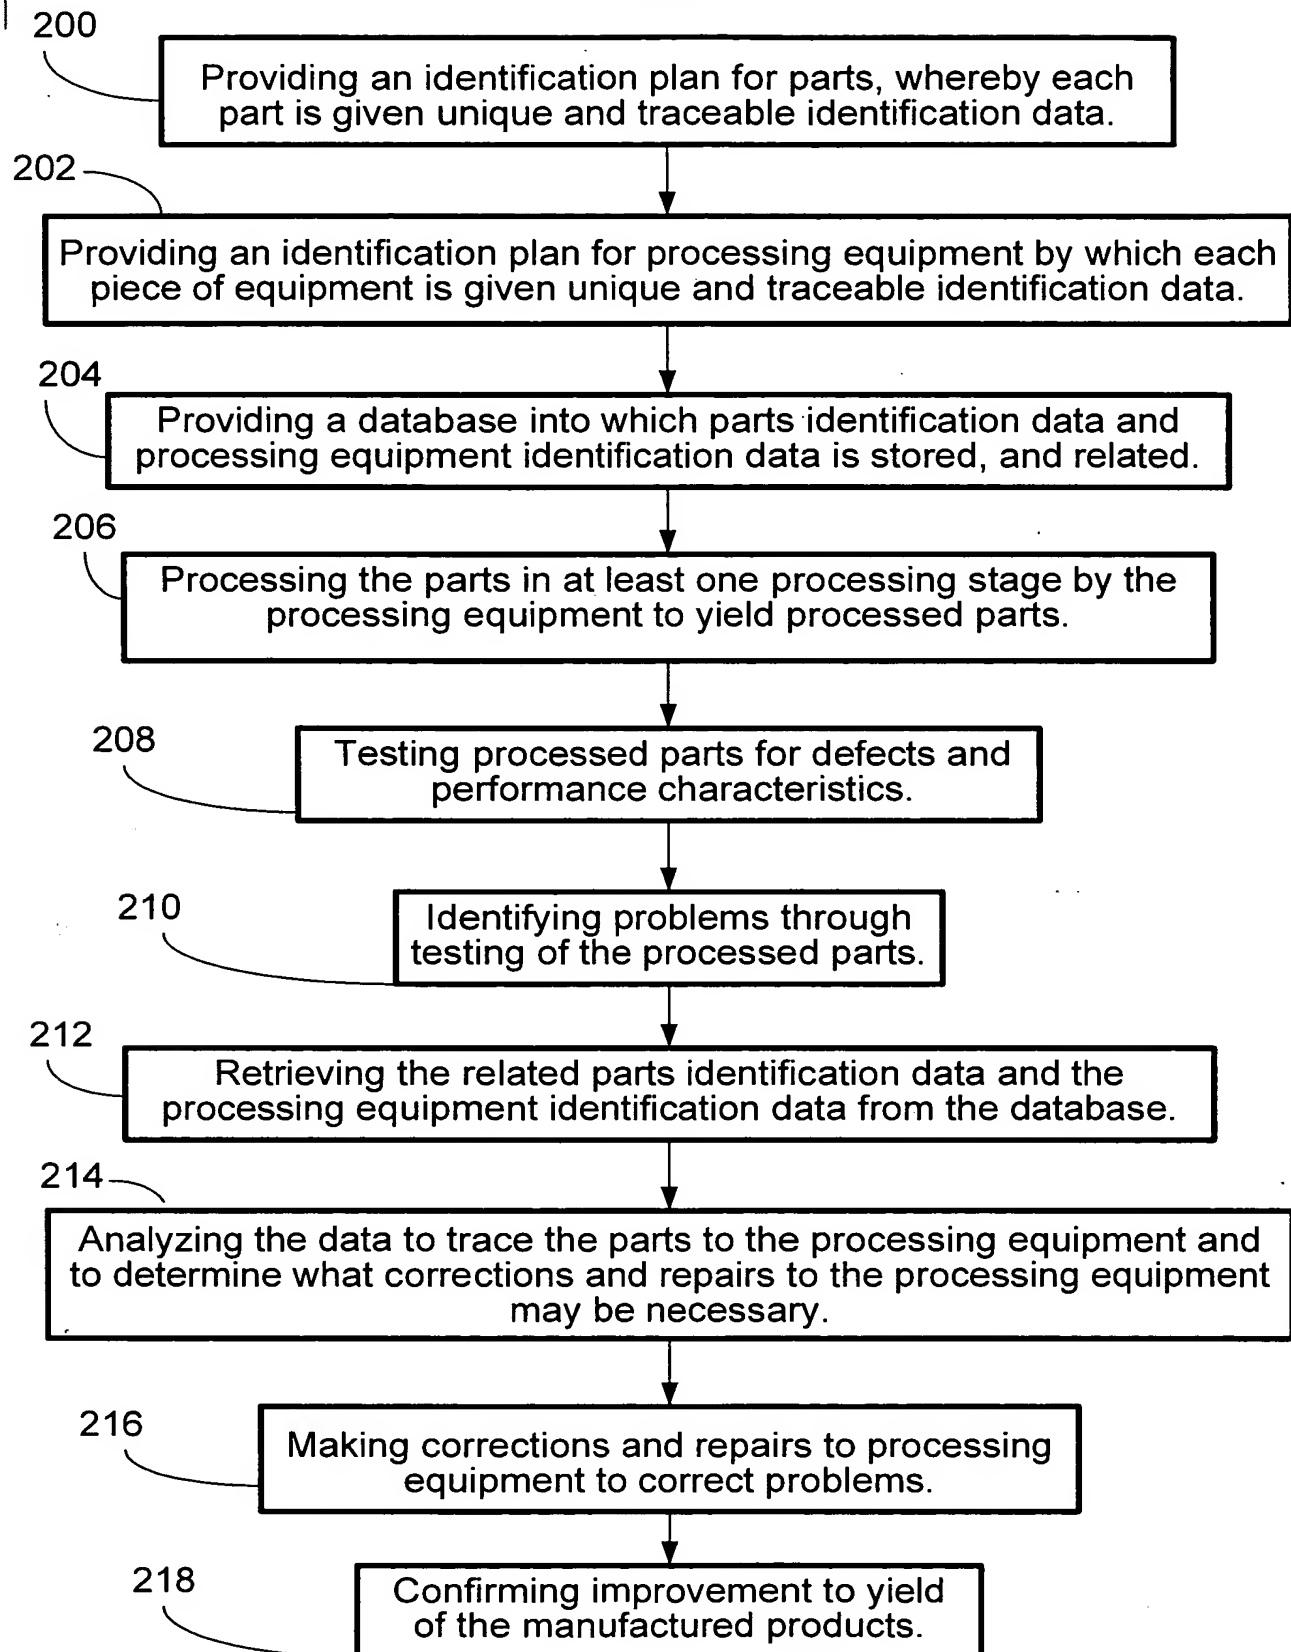 200
Providing an identification plan for parts, whereby each
part is given unique and traceable identification data.
202
Providing an identification plan for processing equipment by which each
piece of equipment is given unique and traceable identification data.
204
Providing a database into which parts identification data and
processing equipment identification data is stored, and related.
206
Processing the parts in at least one processing stage by the
processing equipment to yield processed parts.
208
Testing processed parts for defects and
performance characteristics.
210
Identifying problems through
testing of the processed parts.
212
Retrieving the related parts identification data and the
processing equipment identification data from the database.
214
Analyzing the data to trace the parts to the processing equipment and
to determine what corrections and repairs to the processing equipment
may be necessary.
216
Making corrections and repairs to processing
equipment to correct problems.
218
Confirming improvement to yield
of the manufactured products.